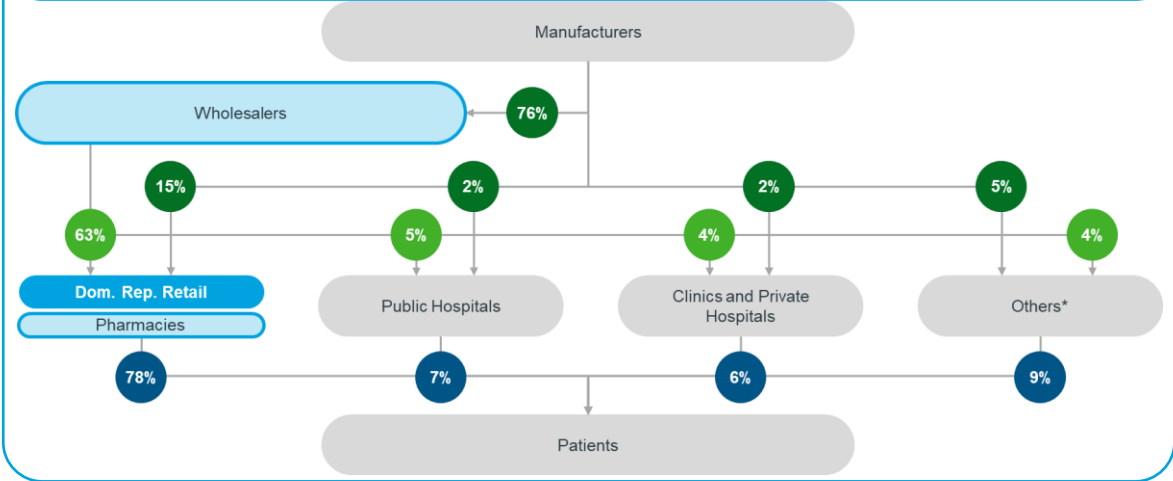 Manufacturers
Wholesalers
76%
15%
2%
2%
5%
63%
5%
4%
4%
Dom. Rep. Retail
Pharmacies
Public Hospitals
Clinics and Private
Hospitals
Others*
78%
7%
6%
9%
Patients